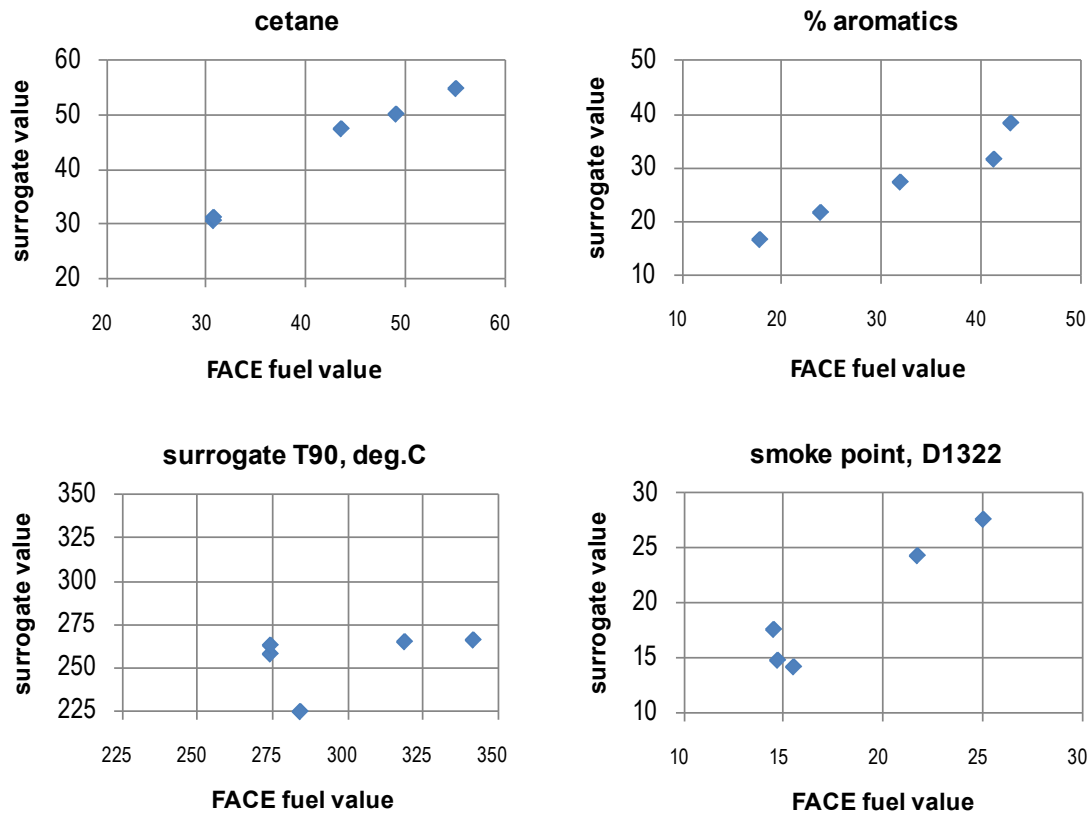 cetane
60
50
40
30
20
surrogate value
20 30 40 50 60
FACE fuel value
% aromatics
50
40
30
20
10
surrogate value
10 20 30 40 50
FACE fuel value
surrogate T90, deg.C
350
325
300
275
250
225
surrogate value
225 250 275 300 325 350
FACE fuel value
smoke point, D1322
30
25
20
15
10
surrogate value
10 15 20 25 30
FACE fuel value